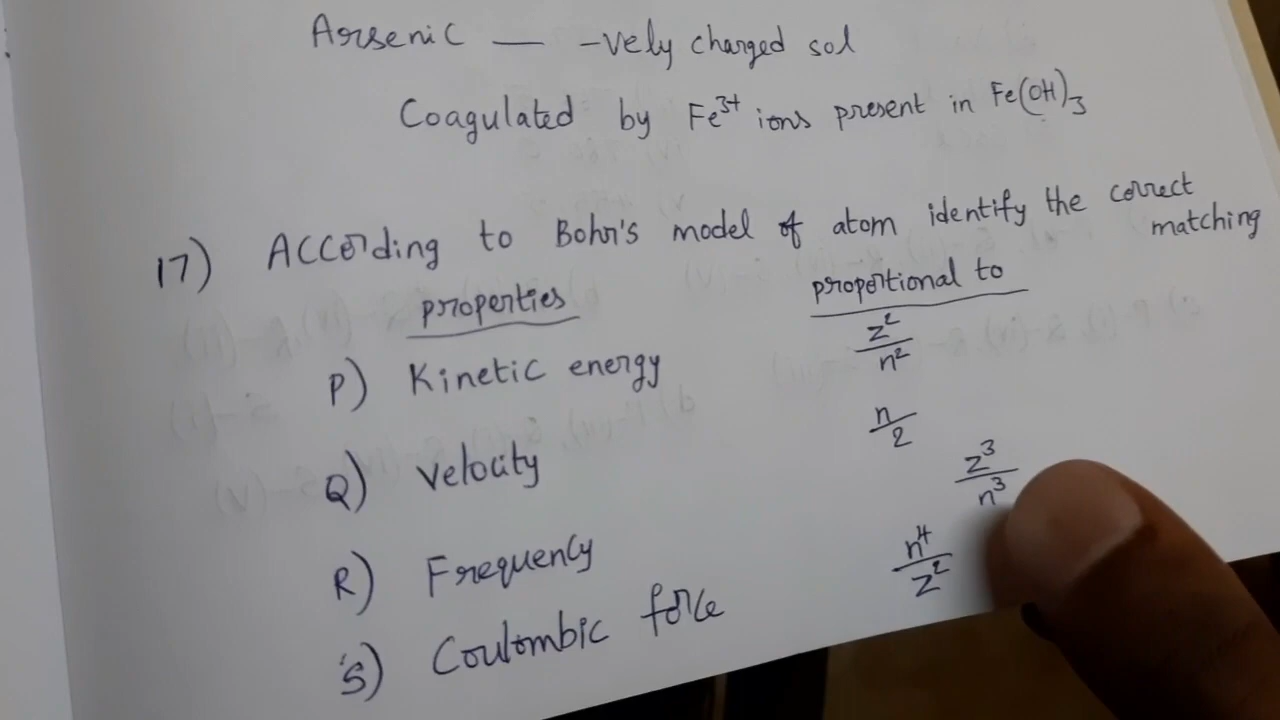 Arsenic — -vely charged sol
Coagulated by Fe³⁺ ions present in Fe(OH)₃
17) According to Bohr's model of atom identify the correct
matching
properties proportional to
P) Kinetic energy z²/n²
Q) velocity n/2
z³/n³
R) Frequency n⁴/z²
S) Coulombic force